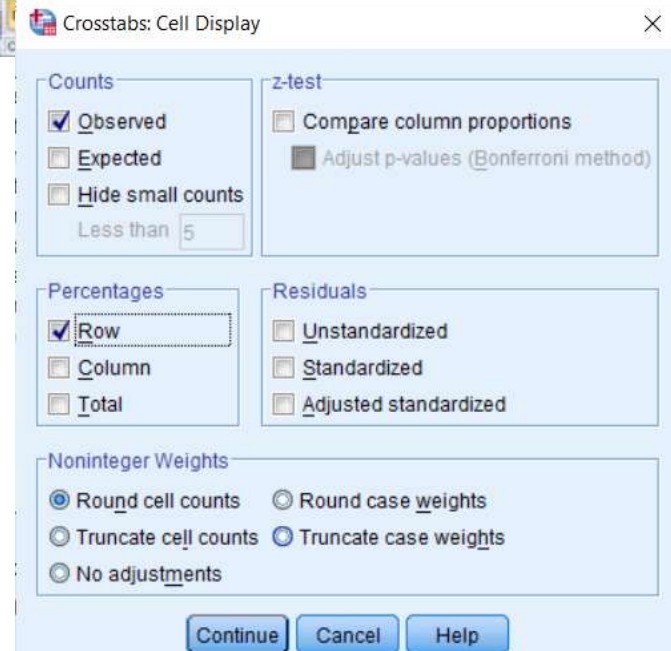 Crosstabs: Cell Display
Counts
Observed
Expected
Hide small counts
Less than 5
z-test
Compare column proportions
Adjust p-values (Bonferroni method)
Percentages
Row
Column
Total
Residuals
Unstandardized
Standardized
Adjusted standardized
Noninteger Weights
Round cell counts Round case weights
Truncate cell counts Truncate case weights
No adjustments
Continue Cancel Help